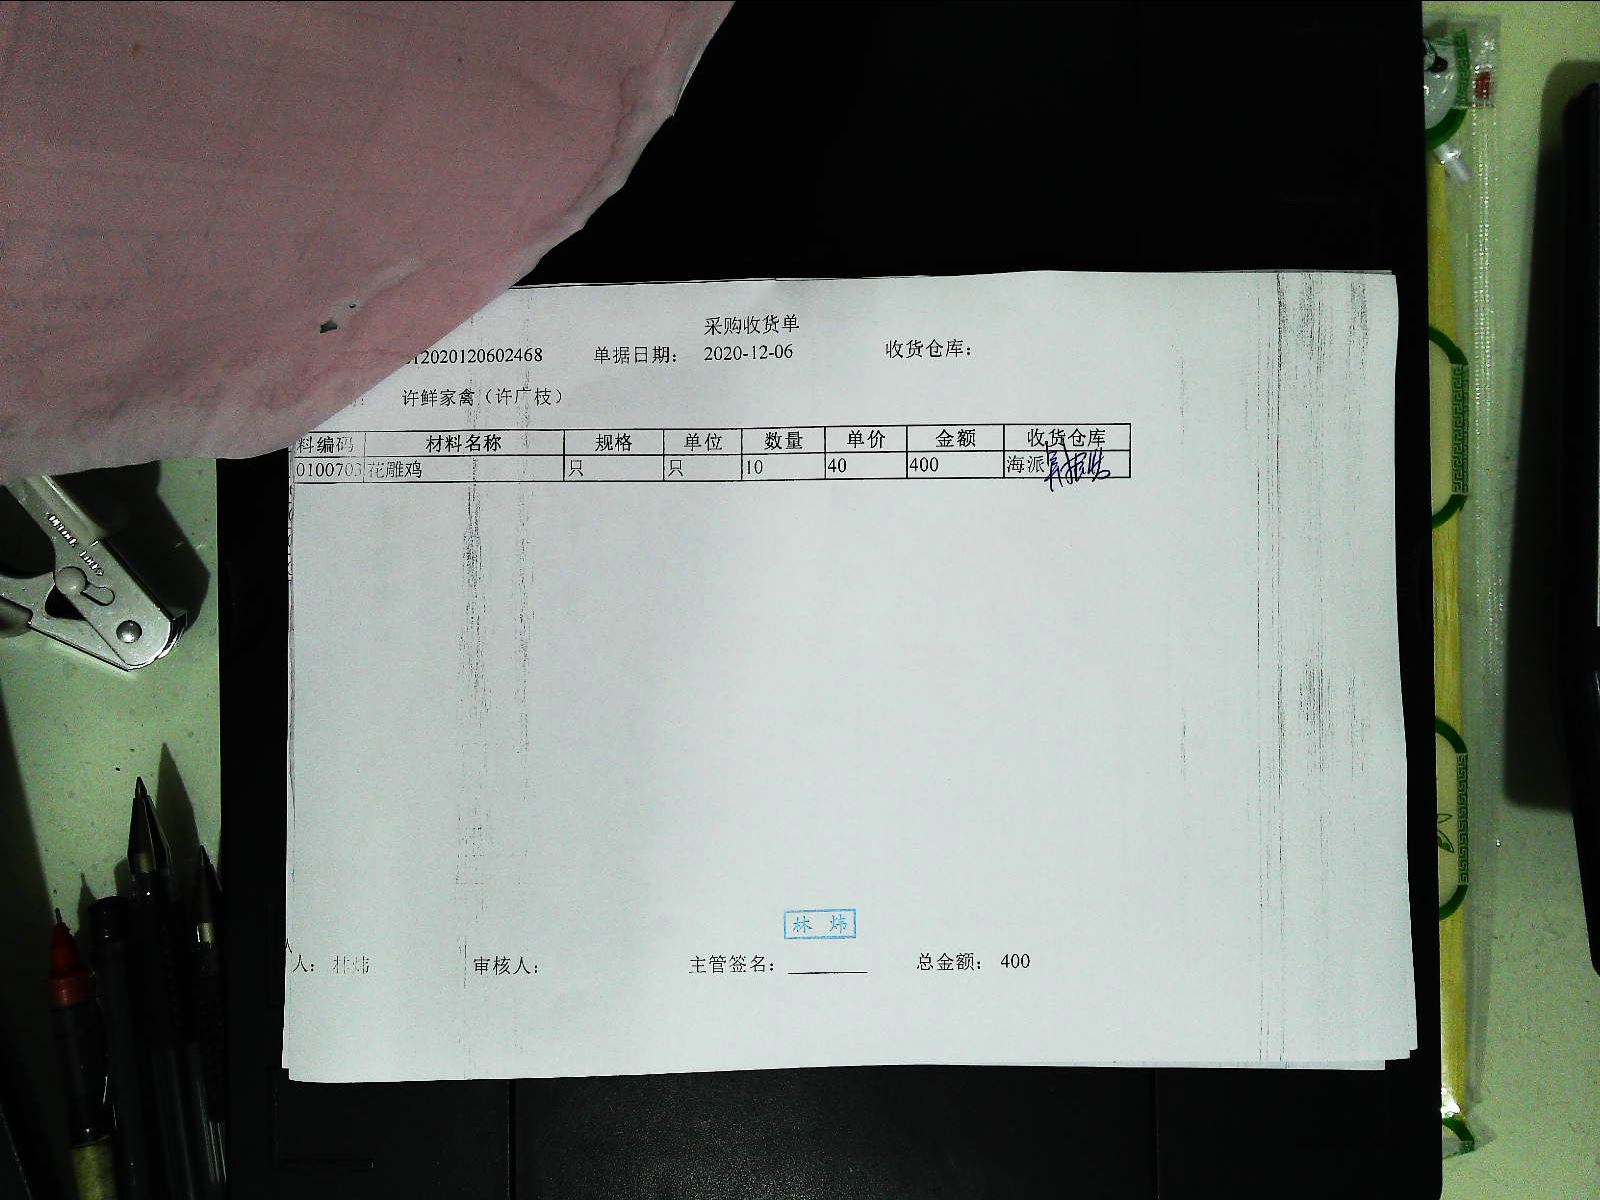 采购收货单
12020120602468 单据日期： 2020-12-06 收货仓库：
许鲜家禽（许广枝）
料编码 材料名称 规格 单位 数量 单价 金额 收货仓库
0100703 花雕鸡 只 只 10 40 400 海派
林 炜
人： 林炜 审核人： 主管签名： 总金额： 400